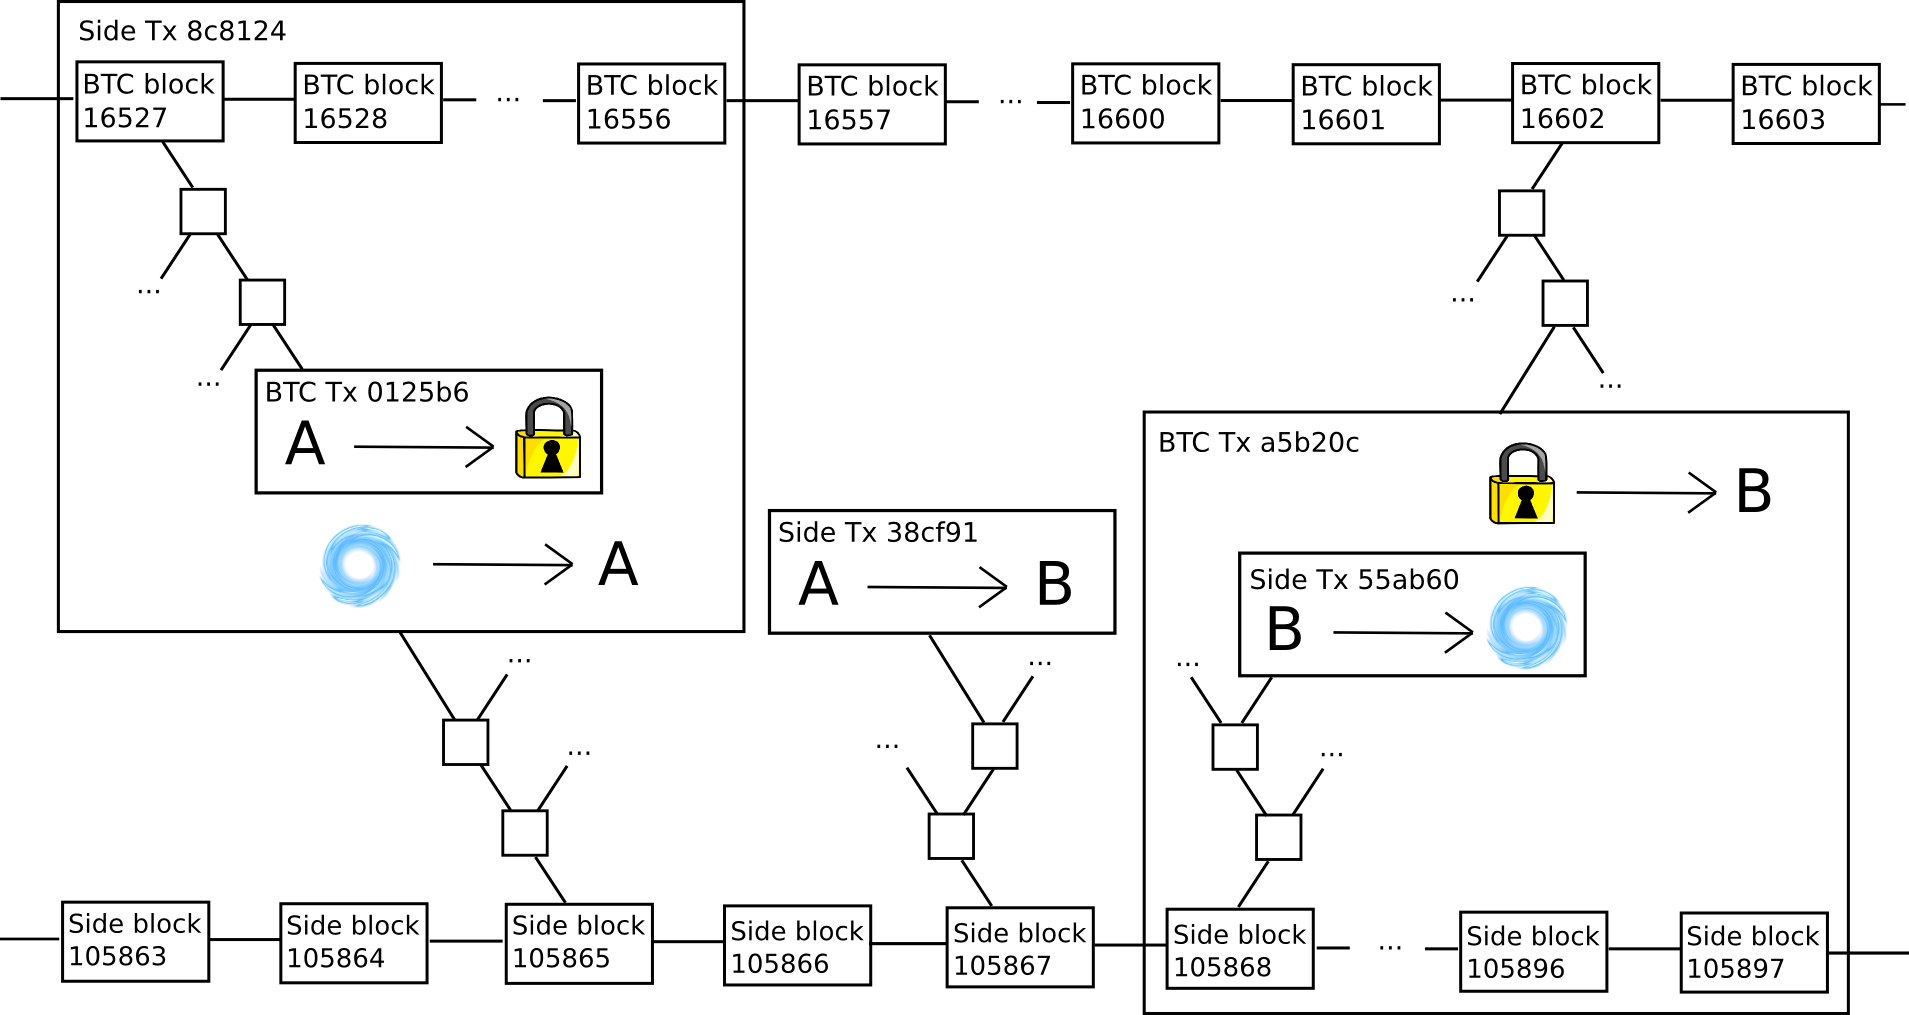 Side Tx 8c8124
BTC block
16527
BTC block
16528
...
BTC block
16556
BTC block
16557
...
BTC block
16600
BTC block
16601
BTC block
16602
BTC block
16603
...
...
BTC Tx 0125b6
A
A
...
...
Side Tx 38cf91
A
B
BTC Tx a5b20c
B
Side Tx 55ab60
B
...
...
...
...
...
...
Side block
105863
Side block
105864
Side block
105865
Side block
105866
Side block
105867
Side block
105868
...
Side block
105896
Side block
105897